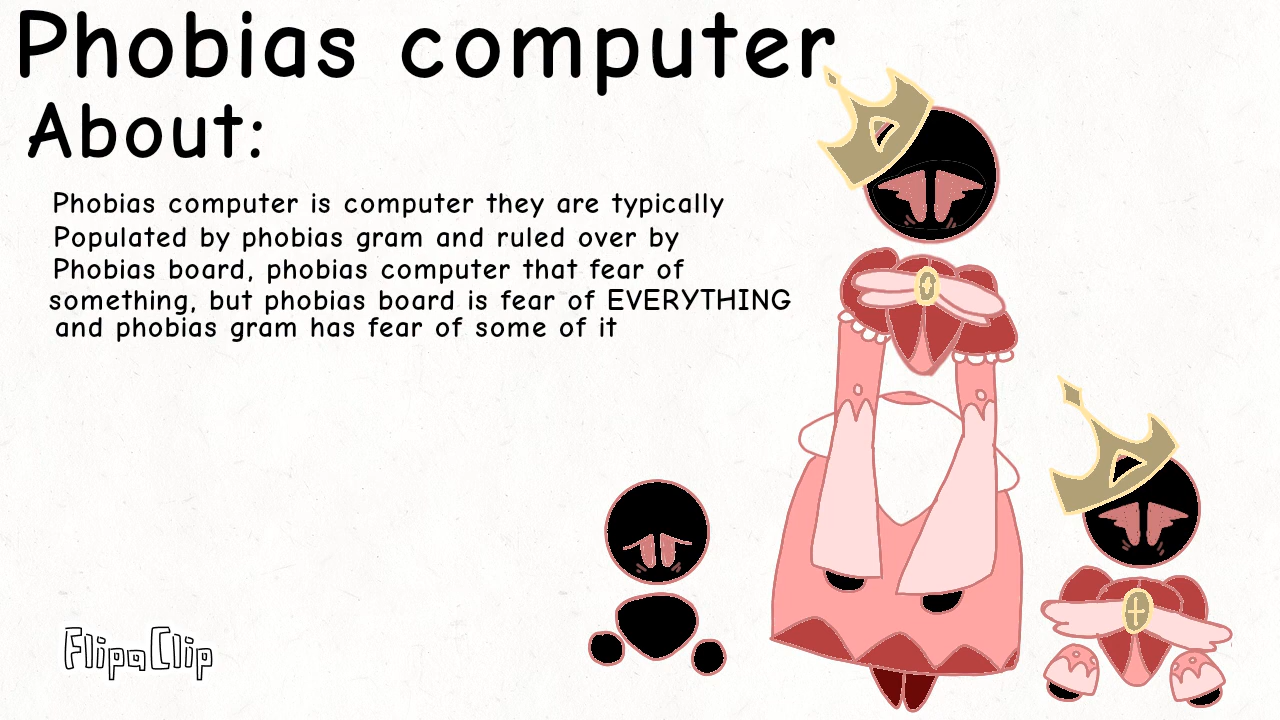 Phobias computer
About:
Phobias computer is computer they are typically
Populated by phobias gram and ruled over by
Phobias board, phobias computer that fear of
something, but phobias board is fear of EVERYTHING
and phobias gram has fear of some of it
FlipaClip